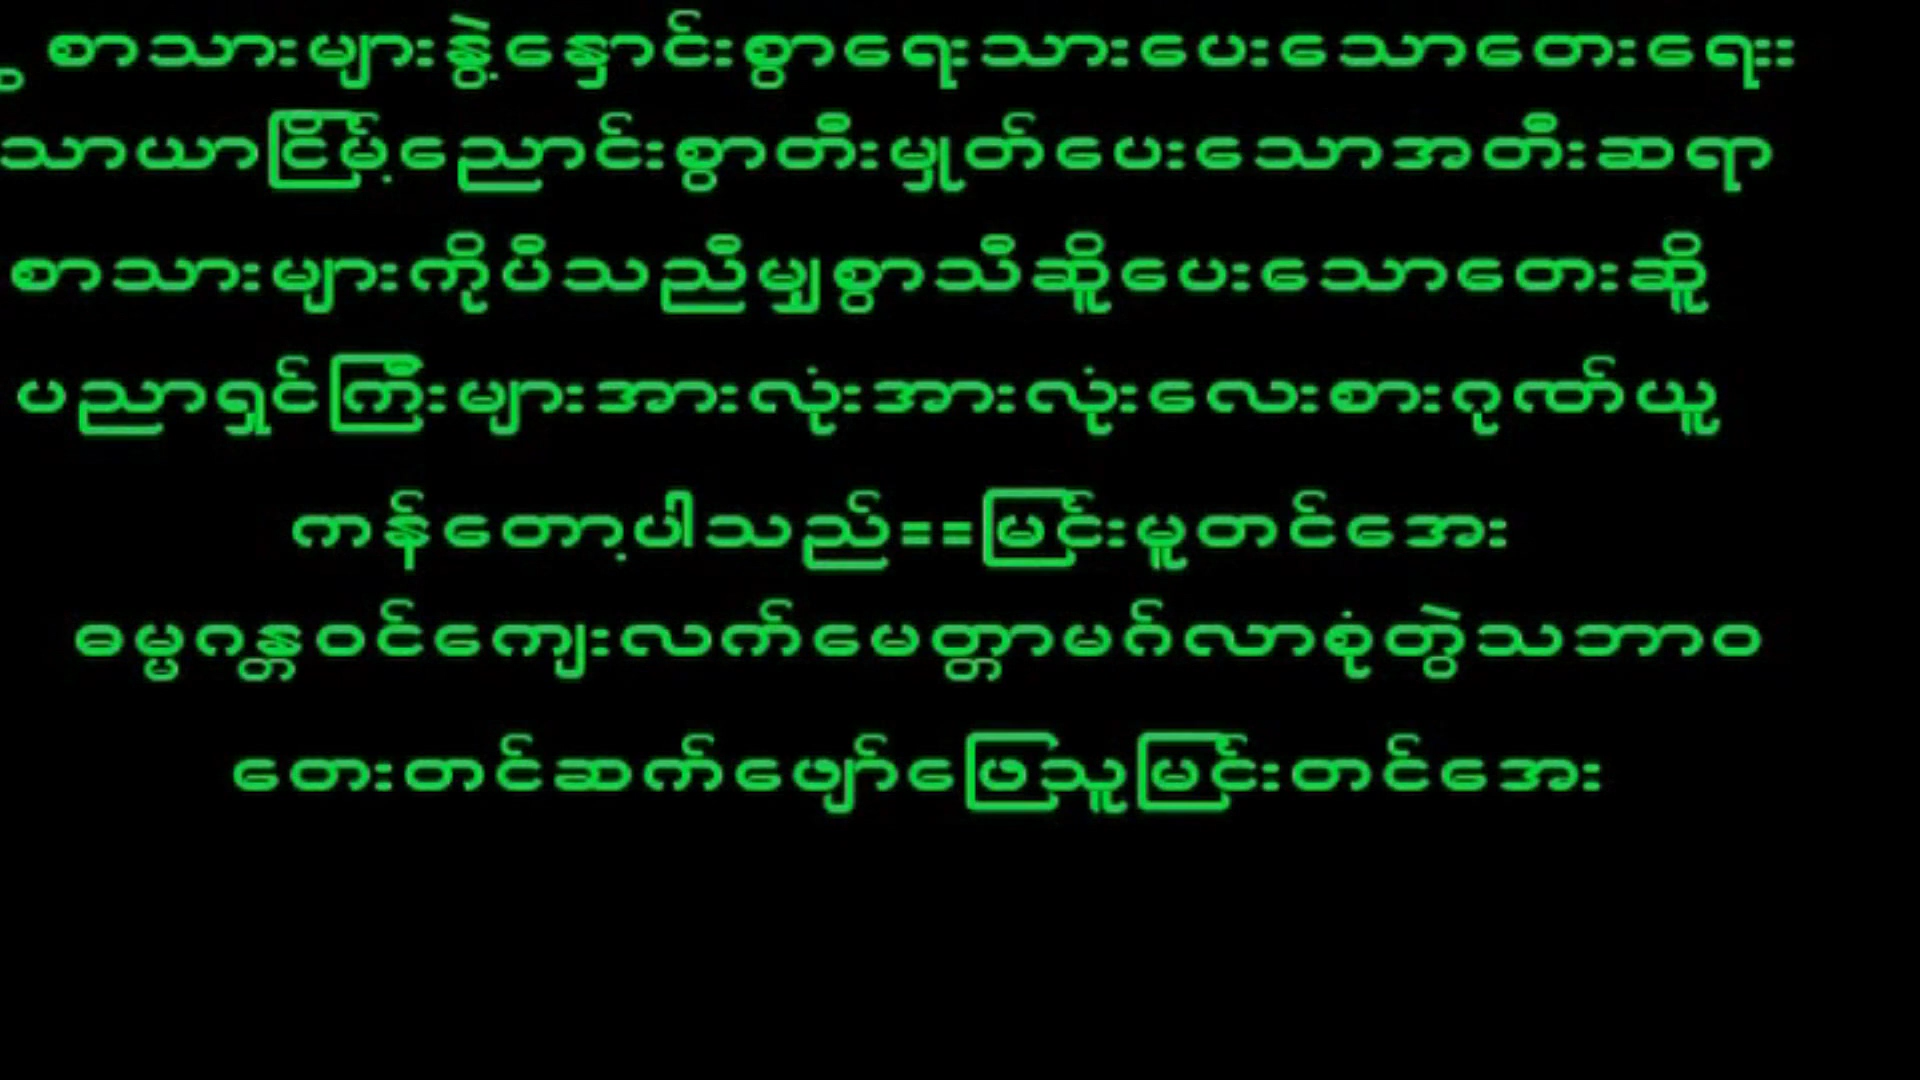 စာသားများနွဲ့နှောင်းစွာရေးသားပေးသောတေးရေးး
သာယာငြိမ့်ညောင်းစွာတီးမှုတ်ပေးသောအတီးဆရာ
စာသားများကိုပီသညီမျှစွာသီဆိူပေးသောတေးဆိူ
ပညာရှင်ကြီးများအားလုံးအားလုံးလေးစားဂုဏ်ယူ
ကန်တော့ပါသည်==မြင်းမူတင်အေး
ဓမ္မဂန္တဝင်ကျေးလက်မေတ္တာမဂ်လာစုံတွဲသဘာဝ
တေးတင်ဆက်ဖျော်ဖြေသူမြင်းတင်အေး